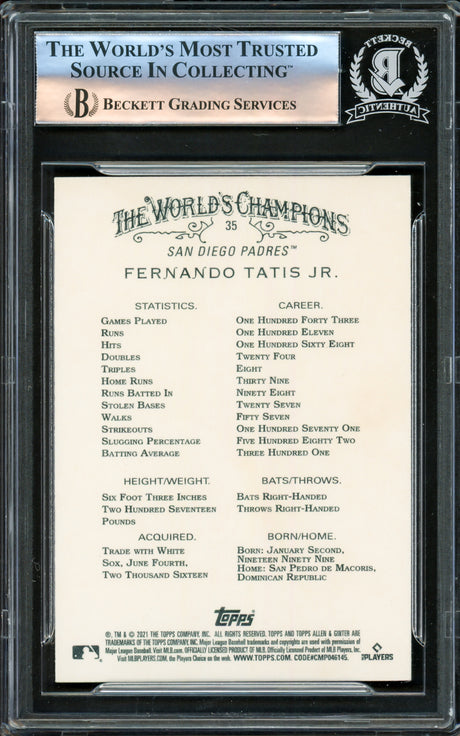 THE WORLD'S MOST TRUSTED
SOURCE IN COLLECTING™
B BECKETT GRADING SERVICES
BECKETT
AUTHENTIC
THE WORLD'S CHAMPIONS
35
SAN DIEGO PADRES™
FERNANDO TATIS JR.
STATISTICS. CAREER.
GAMES PLAYED ONE HUNDRED FORTY THREE
RUNS ONE HUNDRED ELEVEN
HITS ONE HUNDRED SIXTY EIGHT
DOUBLES TWENTY FOUR
TRIPLES EIGHT
HOME RUNS THIRTY NINE
RUNS BATTED IN NINETY EIGHT
STOLEN BASES TWENTY SEVEN
WALKS FIFTY SEVEN
STRIKEOUTS ONE HUNDRED SEVENTY ONE
SLUGGING PERCENTAGE FIVE HUNDRED EIGHTY TWO
BATTING AVERAGE THREE HUNDRED ONE
HEIGHT/WEIGHT. BATS/THROWS.
SIX FOOT THREE INCHES BATS RIGHT-HANDED
TWO HUNDRED SEVENTEEN THROWS RIGHT-HANDED
POUNDS
ACQUIRED. BORN/HOME.
TRADE WITH WHITE BORN: JANUARY SECOND,
SOX, JUNE FOURTH, NINETEEN NINETY NINE
TWO THOUSAND SIXTEEN HOME: SAN PEDRO DE MACORIS,
DOMINICAN REPUBLIC
Topps
®, TM & © 2021 THE TOPPS COMPANY, INC. ALL RIGHTS RESERVED. TOPPS AND TOPPS ALLEN & GINTER ARE
TRADEMARKS OF THE TOPPS COMPANY, INC. Major League Baseball trademarks and copyrights are used with permission of
Major League Baseball. Visit MLB.com. OFFICIALLY LICENSED PRODUCT OF MLB. Officially Licensed Product of MLB Players, Inc.
Visit MLBPLAYERS.COM, the Players Choice on the web. WWW.TOPPS.COM. CODE#CMP046145.
PLAYERS